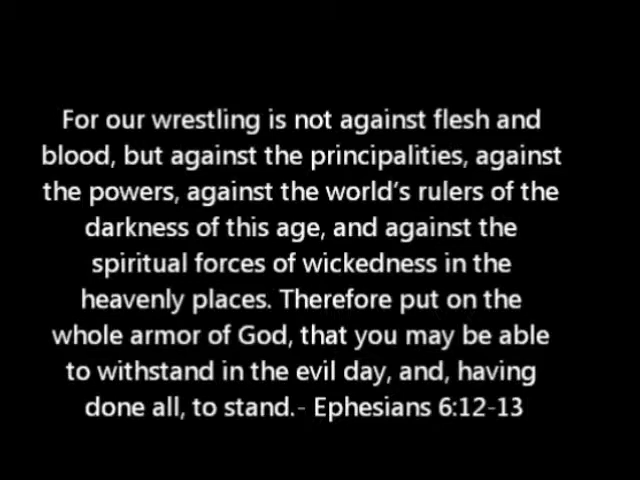 For our wrestling is not against flesh and
blood, but against the principalities, against
the powers, against the world's rulers of the
darkness of this age, and against the
spiritual forces of wickedness in the
heavenly places. Therefore put on the
whole armor of God, that you may be able
to withstand in the evil day, and, having
done all, to stand.- Ephesians 6:12-13